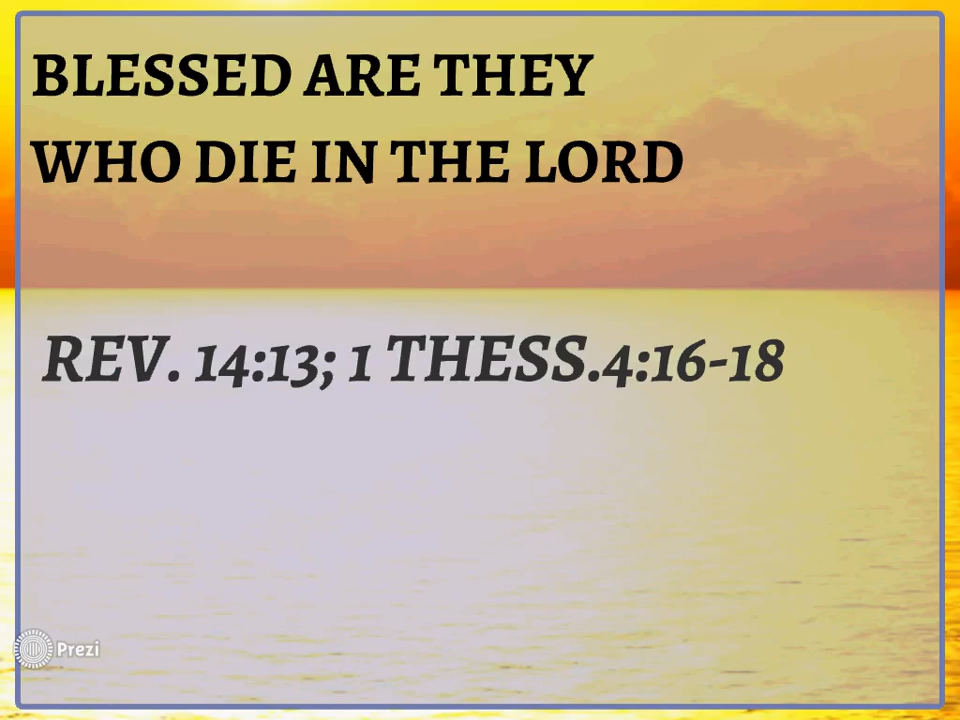 BLESSED ARE THEY
WHO DIE IN THE LORD
REV. 14:13; 1 THESS.4:16-18
Prezi